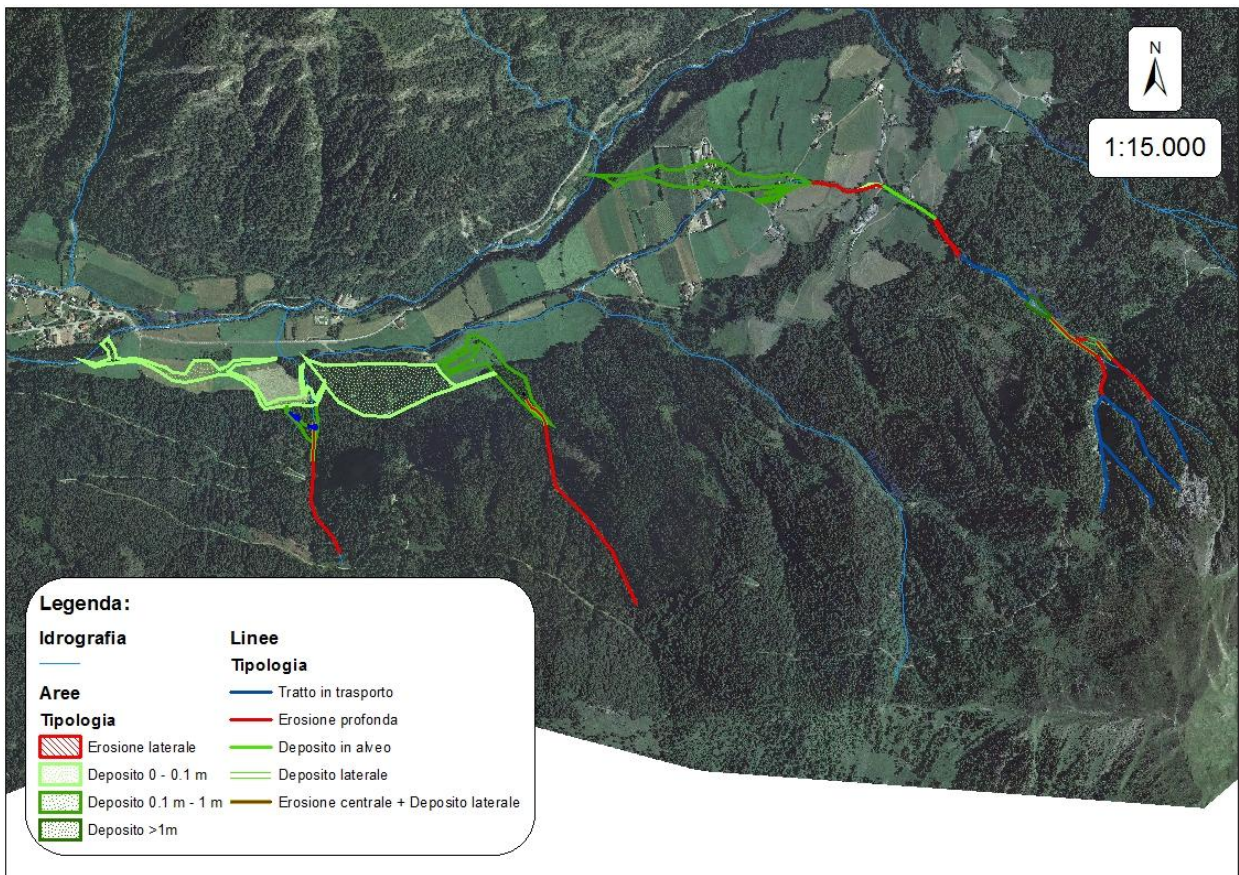 N
1:15.000
Legenda:
Idrografia
Aree
Tipologia
Erosione laterale
Deposito 0 - 0.1 m
Deposito 0.1 m - 1 m
Deposito >1m
Linee
Tipologia
Tratto in trasporto
Erosione profonda
Deposito in alveo
Deposito laterale
Erosione centrale + Deposito laterale